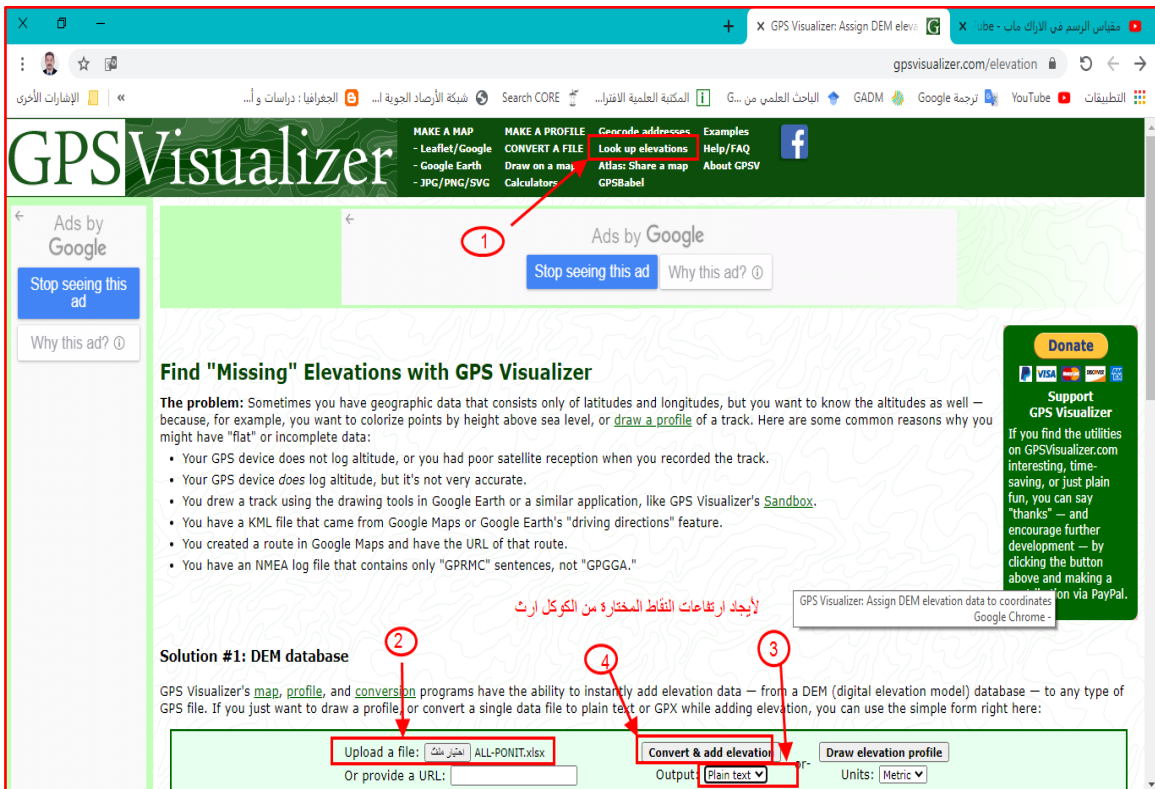 GPS Visualizer: Assign DEM eleva
مقياس الرسم في الاراك ماب - Tube
gpsvisualizer.com/elevation
التطبيقات
YouTube
ترجمة Google
GADM
الباحث العلمي من ...G
المكتبة العلمية الافترا...
Search CORE
شبكة الأرصاد الجوية ا...
الجغرافيا : دراسات و أ...
»
الإشارات الأخرى
GPS Visualizer
MAKE A MAP
- Leaflet/Google
- Google Earth
- JPG/PNG/SVG
MAKE A PROFILE
CONVERT A FILE
Draw on a map
Calculators
Geocode addresses
Look up elevations
Atlas: Share a map
GPSBabel
Examples
Help/FAQ
About GPSV
1
Ads by
Google
Stop seeing this
ad
Why this ad?
Ads by Google
Stop seeing this ad
Why this ad?
Donate
VISA
DISCOVER
Support
GPS Visualizer
If you find the utilities
on GPSVisualizer.com
interesting, time-
saving, or just plain
fun, you can say
"thanks" — and
encourage further
development — by
clicking the button
above and making a
via PayPal.
Find "Missing" Elevations with GPS Visualizer
The problem: Sometimes you have geographic data that consists only of latitudes and longitudes, but you want to know the altitudes as well —
because, for example, you want to colorize points by height above sea level, or draw a profile of a track. Here are some common reasons why you
might have "flat" or incomplete data:
• Your GPS device does not log altitude, or you had poor satellite reception when you recorded the track.
• Your GPS device does log altitude, but it's not very accurate.
• You drew a track using the drawing tools in Google Earth or a similar application, like GPS Visualizer's Sandbox.
• You have a KML file that came from Google Maps or Google Earth's "driving directions" feature.
• You created a route in Google Maps and have the URL of that route.
• You have an NMEA log file that contains only "GPRMC" sentences, not "GPGGA."
لأيجاد ارتفاعات النقاط المختارة من الكوكل ارث
GPS Visualizer: Assign DEM elevation data to coordinates
Google Chrome -
2
4
3
Solution #1: DEM database
GPS Visualizer's map, profile, and conversion programs have the ability to instantly add elevation data — from a DEM (digital elevation model) database — to any type of
GPS file. If you just want to draw a profile, or convert a single data file to plain text or GPX while adding elevation, you can use the simple form right here:
Upload a file: اختيار ملف ALL-PONIT.xlsx
Or provide a URL:
Convert & add elevation
Output: Plain text
or-
Draw elevation profile
Units: Metric